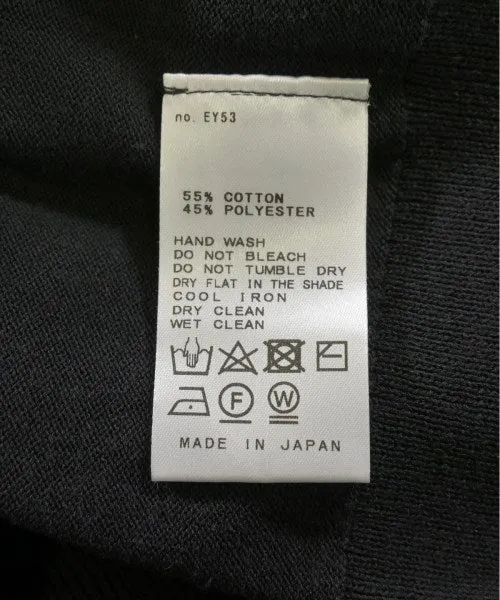 no. EY53
55% COTTON
45% POLYESTER
HAND WASH
DO NOT BLEACH
DO NOT TUMBLE DRY
DRY FLAT IN THE SHADE
COOL IRON
DRY CLEAN
WET CLEAN
F W
MADE IN JAPAN